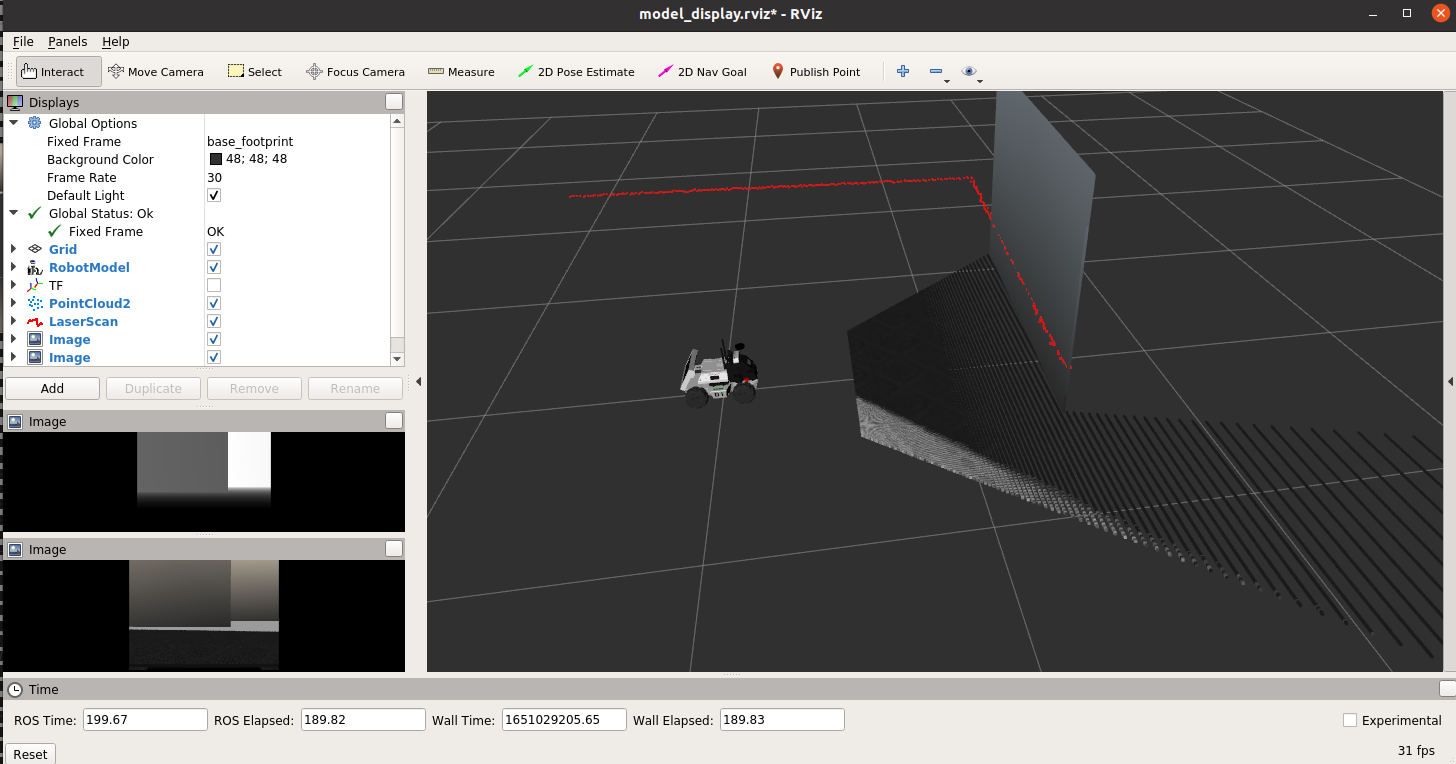 model_display.rviz* - RViz
File Panels Help
Interact Move Camera Select Focus Camera Measure 2D Pose Estimate 2D Nav Goal Publish Point
Displays
Global Options
Fixed Frame base_footprint
Background Color 48; 48; 48
Frame Rate 30
Default Light
Global Status: Ok
Fixed Frame OK
Grid
RobotModel
TF
PointCloud2
LaserScan
Image
Image
Add Duplicate Remove Rename
Image
Image
Time
ROS Time: 199.67 ROS Elapsed: 189.82 Wall Time: 1651029205.65 Wall Elapsed: 189.83 Experimental
Reset 31 fps